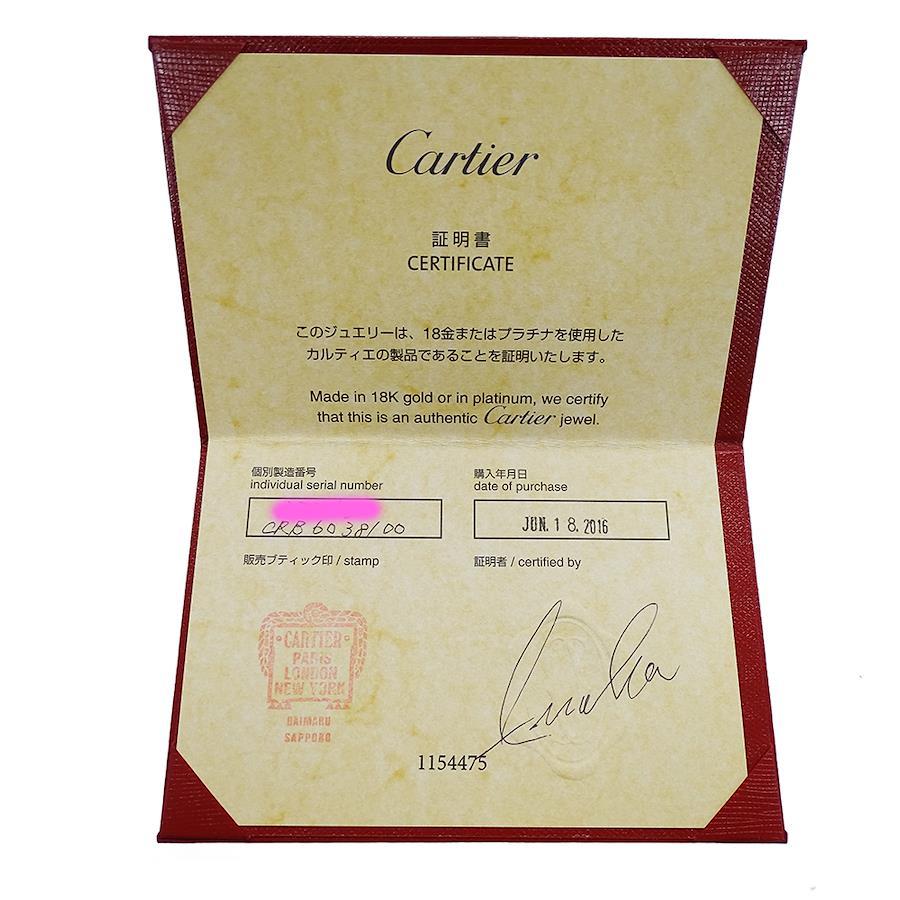 Cartier
証明書
CERTIFICATE
このジュエリーは、18金またはプラチナを使用した
カルティエの製品であることを証明いたします。
Made in 18K gold or in platinum, we certify
that this is an authentic Cartier jewel.
個別製造番号
individual serial number
CRB6038100
購入年月日
date of purchase
JUN. 18. 2016
販売ブティック印 / stamp
証明者 / certified by
CARTIER
PARIS
LONDON
NEW YORK
DAIMARU
SAPPORO
1154475